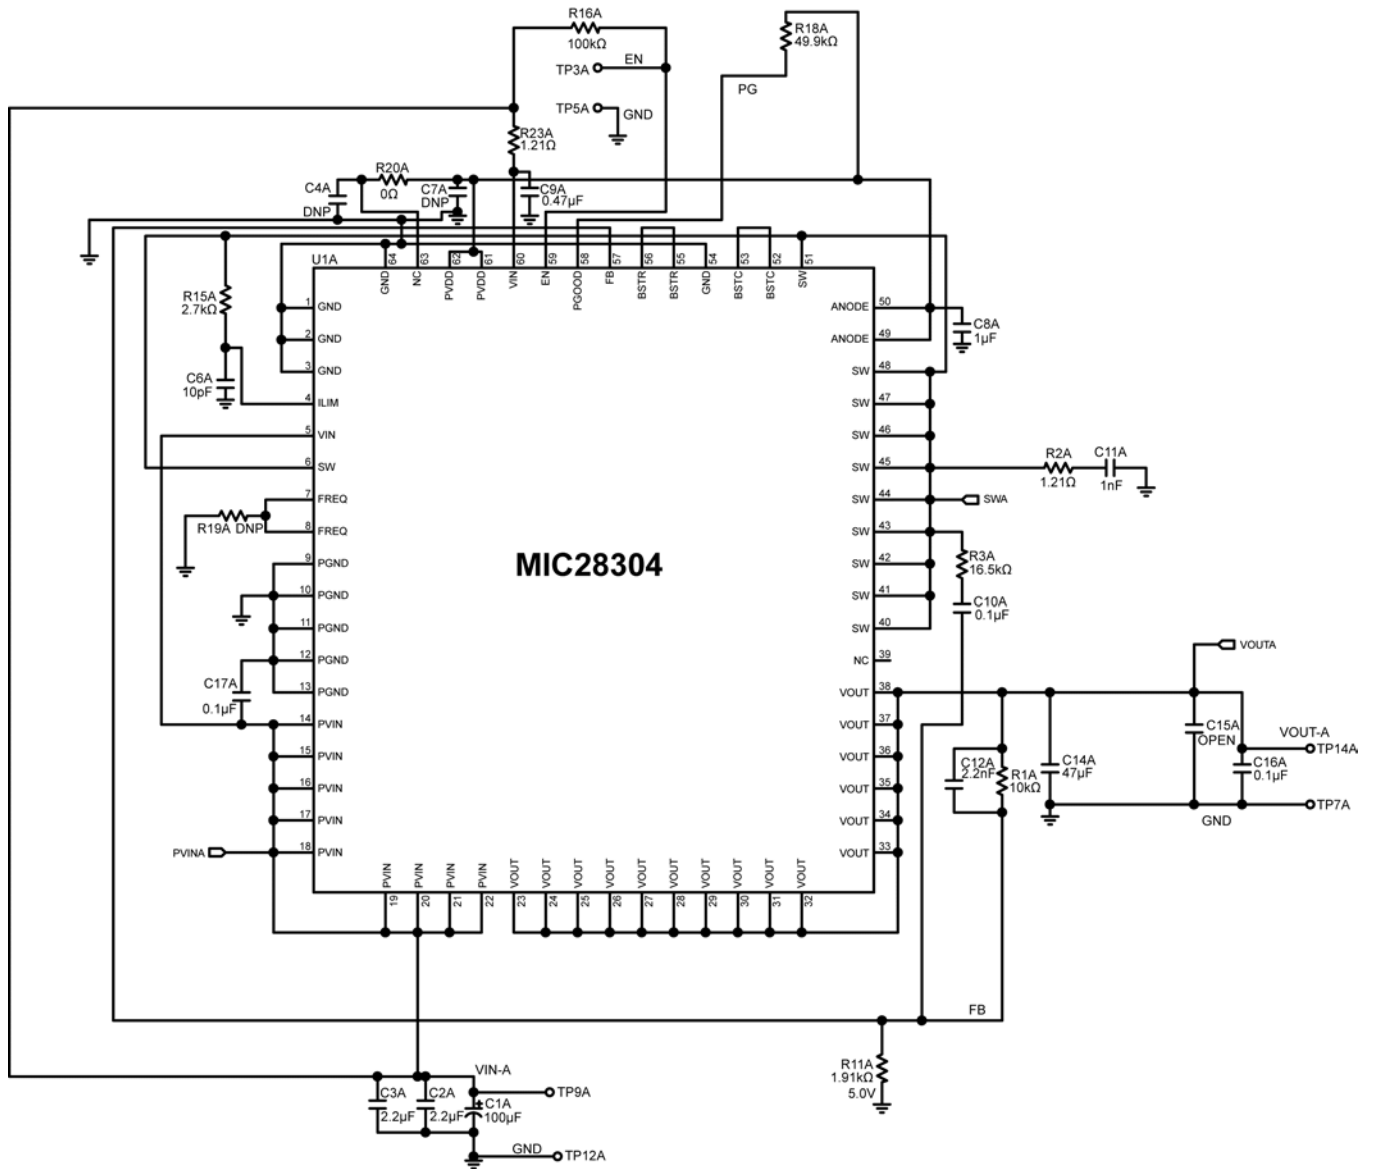 R16A
100kΩ
TP3A
EN
TP5A
GND
R18A
49.9kΩ
PG
R23A
1.21Ω
R20A
0Ω
C4A
DNP
C7A
DNP
C9A
0.47µF
U1A
GND 64
NC 63
PVDD 62
PVDD 61
VIN 60
EN 59
PGOOD 58
FB 57
BSTR 56
BSTR 55
GND 54
BSTC 53
BSTC 52
SW 51
R15A
2.7kΩ
C6A
10pF
1 GND
2 GND
3 GND
4 ILIM
5 VIN
6 SW
7 FREQ
8 FREQ
R19A DNP
9 PGND
10 PGND
11 PGND
12 PGND
13 PGND
C17A
0.1µF
14 PVIN
15 PVIN
16 PVIN
17 PVIN
18 PVIN
PVINA
MIC28304
ANODE 50
ANODE 49
C8A
1µF
SW 48
SW 47
SW 46
SW 45
SW 44
SW 43
SW 42
SW 41
SW 40
NC 39
VOUT 38
VOUT 37
VOUT 36
VOUT 35
VOUT 34
VOUT 33
R2A
1.21Ω
C11A
1nF
SWA
R3A
16.5kΩ
C10A
0.1µF
VOUTA
C15A
OPEN
VOUT-A
TP14A
C12A
2.2nF
R1A
10kΩ
C14A
47µF
C16A
0.1µF
TP7A
GND
PVIN 19
PVIN 20
PVIN 21
PVIN 22
VOUT 23
VOUT 24
VOUT 25
VOUT 26
VOUT 27
VOUT 28
VOUT 29
VOUT 30
VOUT 31
VOUT 32
FB
R11A
1.91kΩ
5.0V
VIN-A
TP9A
C3A
2.2µF
C2A
2.2µF
+
C1A
100µF
GND
TP12A